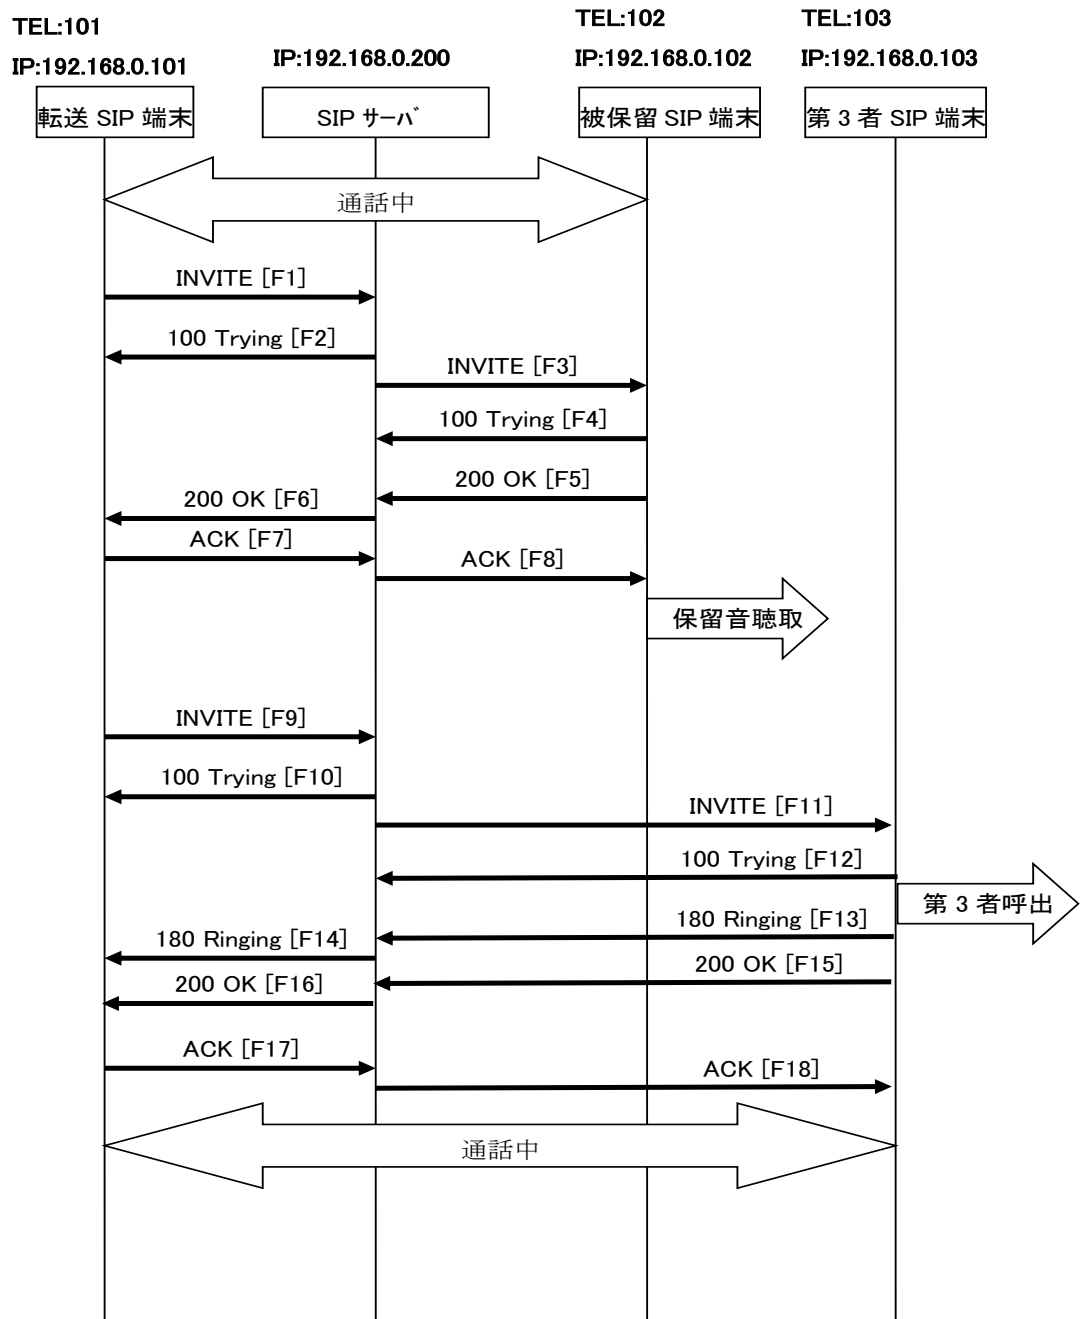 TEL:101
IP:192.168.0.101
IP:192.168.0.200
TEL:102
IP:192.168.0.102
TEL:103
IP:192.168.0.103
転送 SIP 端末
SIP サーバ
被保留 SIP 端末
第 3 者 SIP 端末
通話中
INVITE [F1]
100 Trying [F2]
INVITE [F3]
100 Trying [F4]
200 OK [F5]
200 OK [F6]
ACK [F7]
ACK [F8]
保留音聴取
INVITE [F9]
100 Trying [F10]
INVITE [F11]
100 Trying [F12]
第 3 者呼出
180 Ringing [F13]
180 Ringing [F14]
200 OK [F15]
200 OK [F16]
ACK [F17]
ACK [F18]
通話中